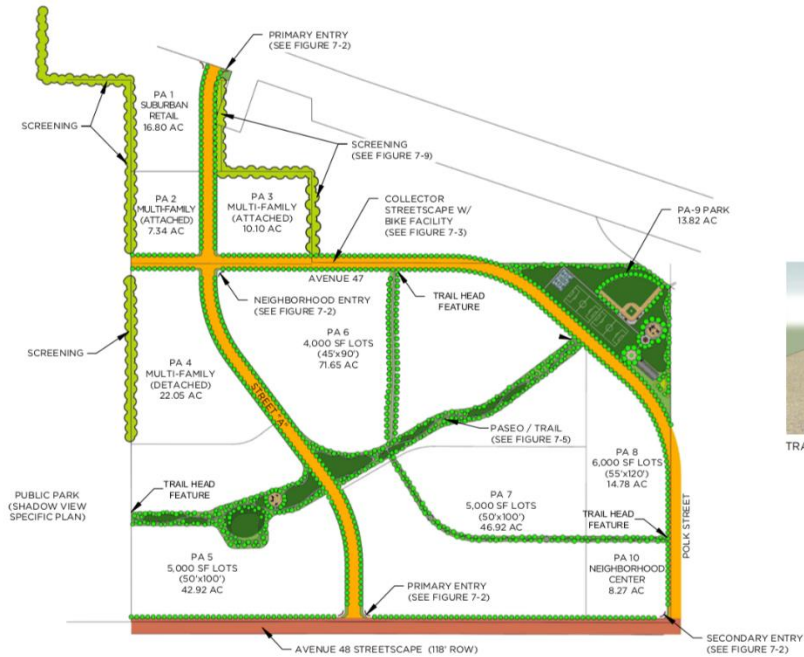 PRIMARY ENTRY
(SEE FIGURE 7-2)
PA 1
SUBURBAN
RETAIL
16.80 AC
SCREENING
SCREENING
(SEE FIGURE 7-9)
PA 2
MULTI-FAMILY
(ATTACHED)
7.34 AC
PA 3
MULTI-FAMILY
(ATTACHED)
10.10 AC
COLLECTOR
STREETSCAPE W/
BIKE FACILITY
(SEE FIGURE 7-3)
PA-9 PARK
13.82 AC
AVENUE 47
NEIGHBORHOOD ENTRY
(SEE FIGURE 7-2)
TRAIL HEAD
FEATURE
SCREENING
PA 6
4,000 SF LOTS
(45'x90')
71.65 AC
PA 4
MULTI-FAMILY
(DETACHED)
22.05 AC
STREET "A"
PASEO / TRAIL
(SEE FIGURE 7-5)
TRA
PA 8
6,000 SF LOTS
(55'x120')
14.78 AC
PUBLIC PARK
(SHADOW VIEW
SPECIFIC PLAN)
TRAIL HEAD
FEATURE
PA 7
5,000 SF LOTS
(50'x100')
46.92 AC
TRAIL HEAD
FEATURE
POLK STREET
PA 5
5,000 SF LOTS
(50'x100')
42.92 AC
PA 10
NEIGHBORHOOD
CENTER
8.27 AC
PRIMARY ENTRY
(SEE FIGURE 7-2)
SECONDARY ENTRY
(SEE FIGURE 7-2)
AVENUE 48 STREETSCAPE (118' ROW)